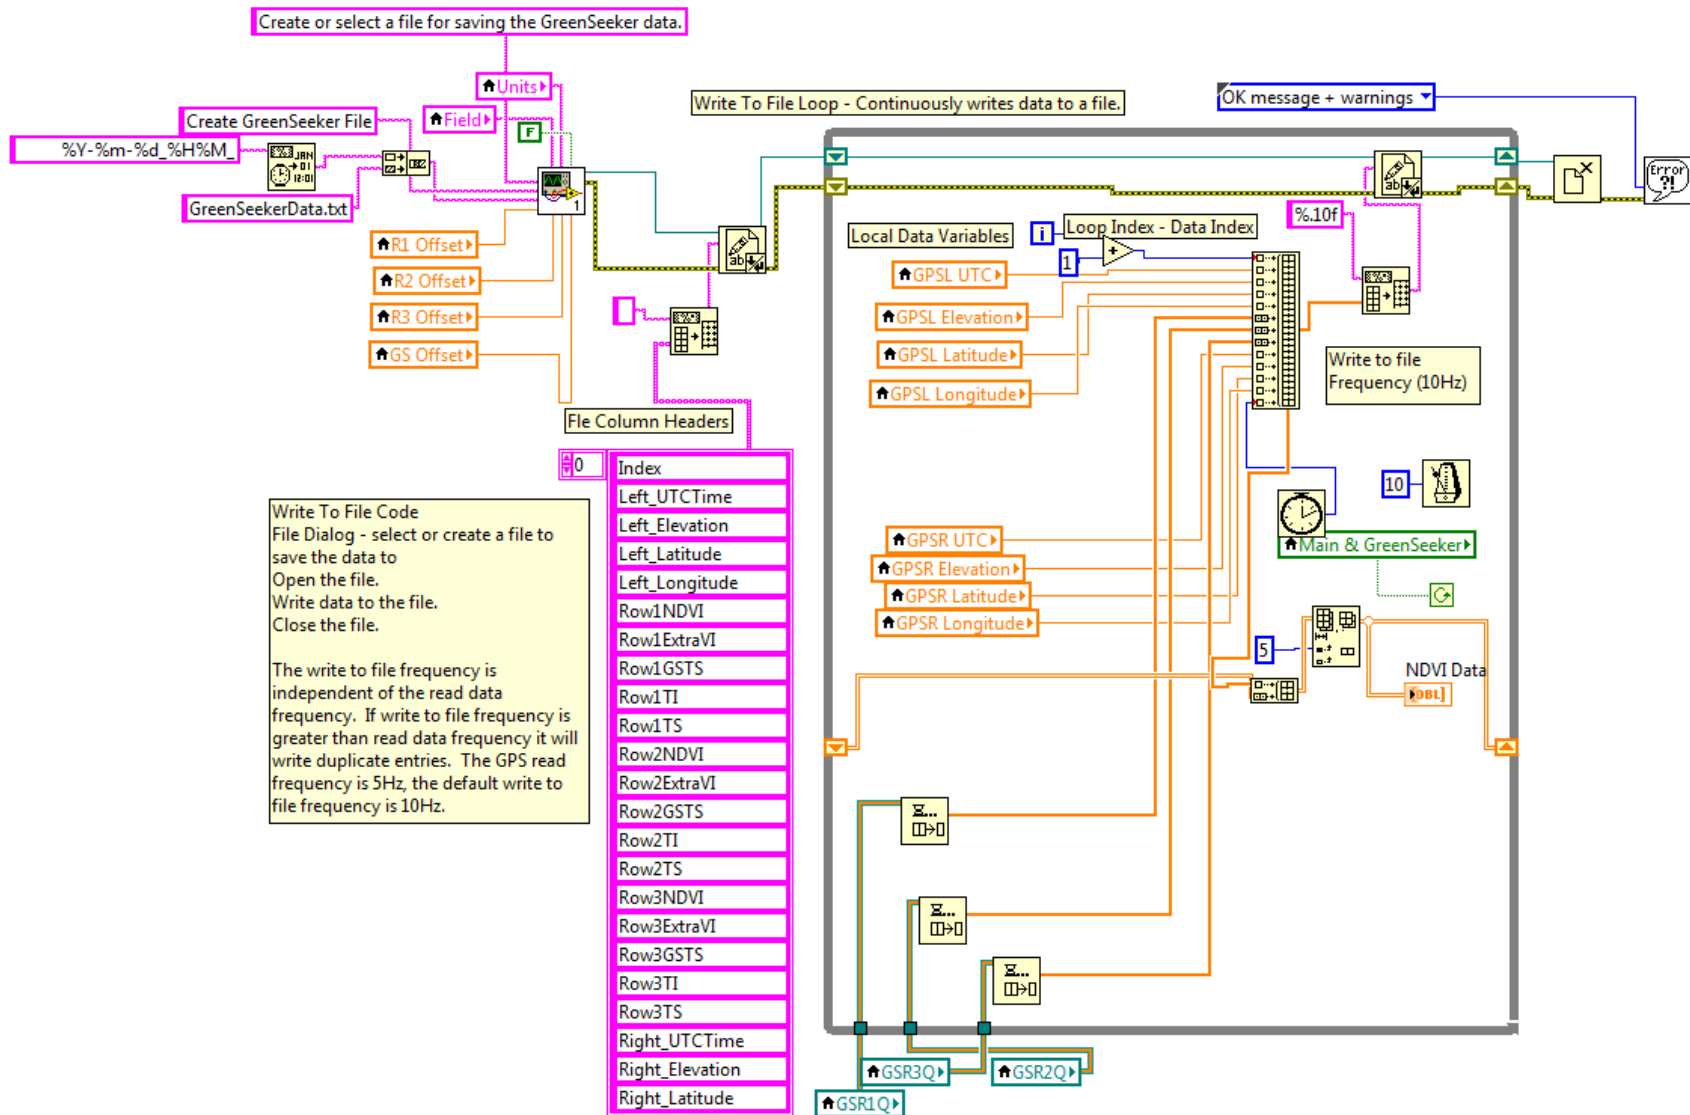 Create or select a file for saving the GreenSeeker data.
Units
Field
F
Create GreenSeeker File
%Y-%m-%d_%H%M_
JAN
01
12:01
GreenSeekerData.txt
1
R1 Offset
R2 Offset
R3 Offset
GS Offset
ab
Fle Column Headers
0
Index
Left_UTCTime
Left_Elevation
Left_Latitude
Left_Longitude
Row1NDVI
Row1ExtraVI
Row1GSTS
Row1TI
Row1TS
Row2NDVI
Row2ExtraVI
Row2GSTS
Row2TI
Row2TS
Row3NDVI
Row3ExtraVI
Row3GSTS
Row3TI
Row3TS
Right_UTCTime
Right_Elevation
Right_Latitude
Write To File Code
File Dialog - select or create a file to
save the data to
Open the file.
Write data to the file.
Close the file.
The write to file frequency is
independent of the read data
frequency. If write to file frequency is
greater than read data frequency it will
write duplicate entries. The GPS read
frequency is 5Hz, the default write to
file frequency is 10Hz.
Write To File Loop - Continuously writes data to a file.
OK message + warnings
Error
?!
ab
Local Data Variables
i
Loop Index - Data Index
1
%.10f
GPSL UTC
GPSL Elevation
GPSL Latitude
GPSL Longitude
Write to file
Frequency (10Hz)
10
GPSR UTC
GPSR Elevation
GPSR Latitude
GPSR Longitude
Main & GreenSeeker
5
NDVI Data
DBL]
GSR3Q
GSR2Q
GSR1Q